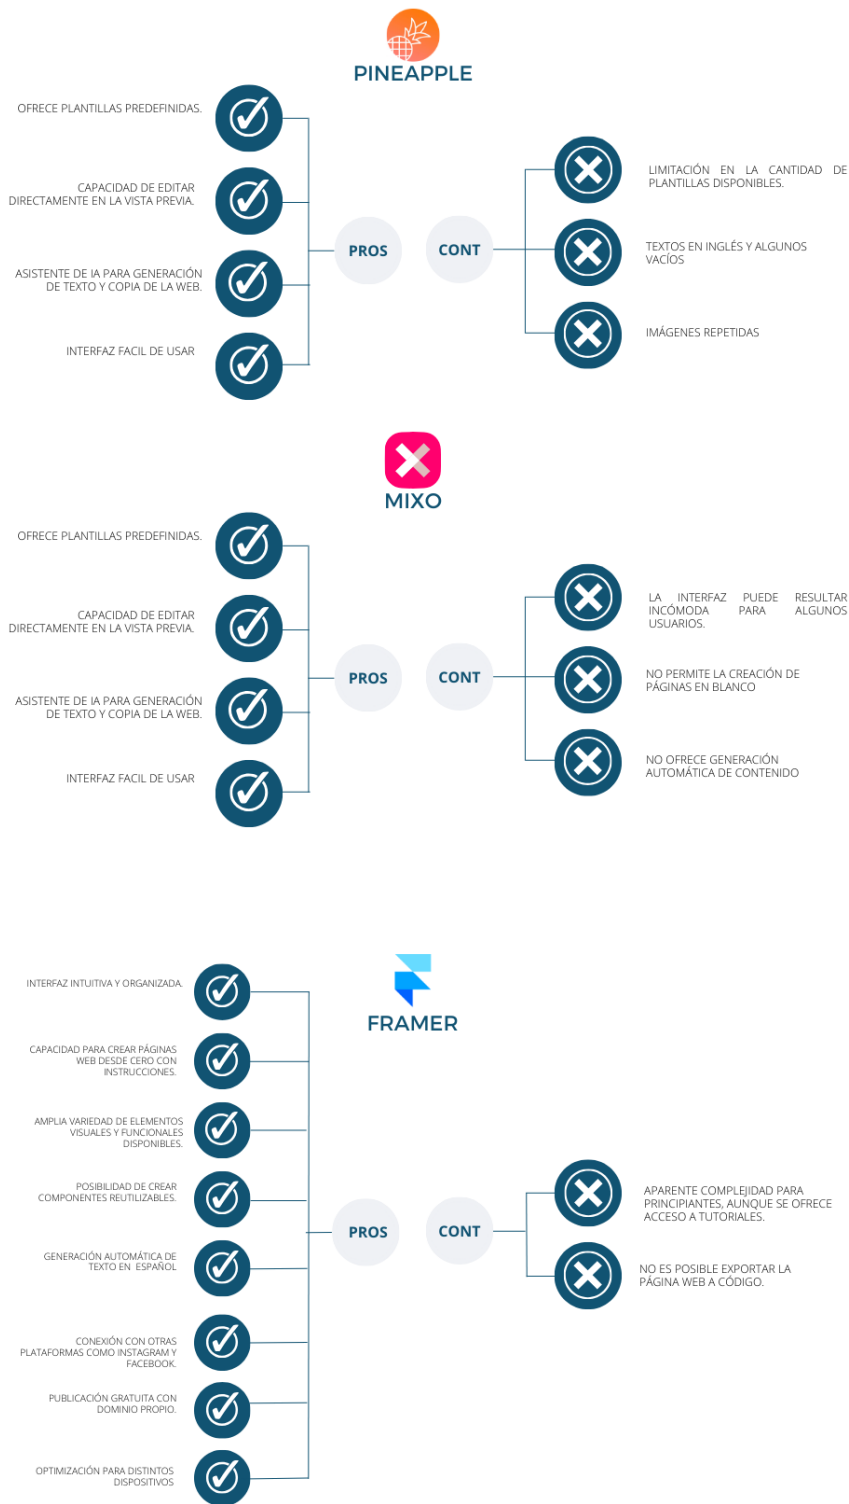 PINEAPPLE
OFRECE PLANTILLAS PREDEFINIDAS.
CAPACIDAD DE EDITAR
DIRECTAMENTE EN LA VISTA PREVIA.
ASISTENTE DE IA PARA GENERACIÓN
DE TEXTO Y COPIA DE LA WEB.
INTERFAZ FACIL DE USAR
PROS
CONT
LIMITACIÓN EN LA CANTIDAD DE
PLANTILLAS DISPONIBLES.
TEXTOS EN INGLÉS Y ALGUNOS
VACÍOS
IMÁGENES REPETIDAS
MIXO
OFRECE PLANTILLAS PREDEFINIDAS.
CAPACIDAD DE EDITAR
DIRECTAMENTE EN LA VISTA PREVIA.
ASISTENTE DE IA PARA GENERACIÓN
DE TEXTO Y COPIA DE LA WEB.
INTERFAZ FACIL DE USAR
PROS
CONT
LA INTERFAZ PUEDE RESULTAR
INCÓMODA PARA ALGUNOS
USUARIOS.
NO PERMITE LA CREACIÓN DE
PÁGINAS EN BLANCO
NO OFRECE GENERACIÓN
AUTOMÁTICA DE CONTENIDO
FRAMER
INTERFAZ INTUITIVA Y ORGANIZADA.
CAPACIDAD PARA CREAR PÁGINAS
WEB DESDE CERO CON
INSTRUCCIONES.
AMPLIA VARIEDAD DE ELEMENTOS
VISUALES Y FUNCIONALES
DISPONIBLES.
POSIBILIDAD DE CREAR
COMPONENTES REUTILIZABLES.
GENERACIÓN AUTOMÁTICA DE
TEXTO EN ESPAÑOL
CONEXIÓN CON OTRAS
PLATAFORMAS COMO INSTAGRAM Y
FACEBOOK.
PUBLICACIÓN GRATUITA CON
DOMINIO PROPIO.
OPTIMIZACIÓN PARA DISTINTOS
DISPOSITIVOS
PROS
CONT
APARENTE COMPLEJIDAD PARA
PRINCIPIANTES, AUNQUE SE OFRECE
ACCESO A TUTORIALES.
NO ES POSIBLE EXPORTAR LA
PÁGINA WEB A CÓDIGO.